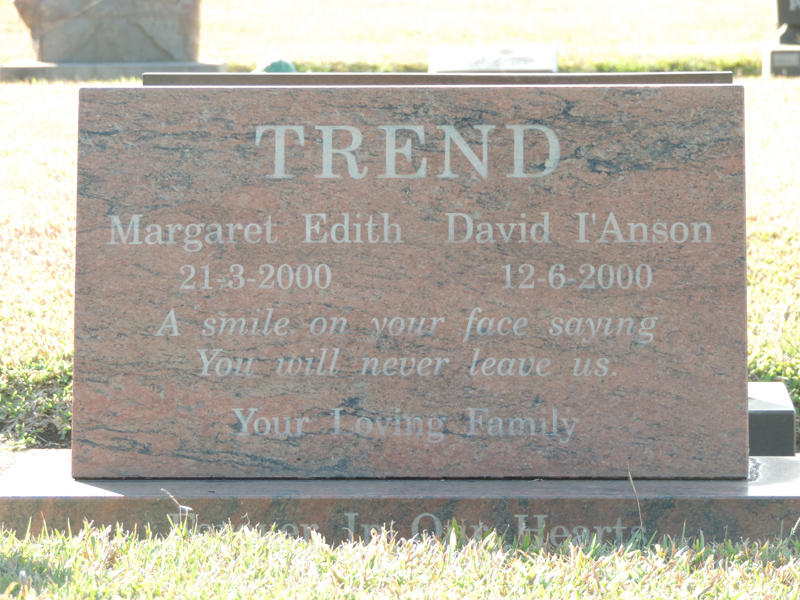 TREND
Margaret Edith David I'Anson
21-3-2000 12-6-2000
A smile on your face saying
You will never leave us.
Your Loving Family
In Our Hearts